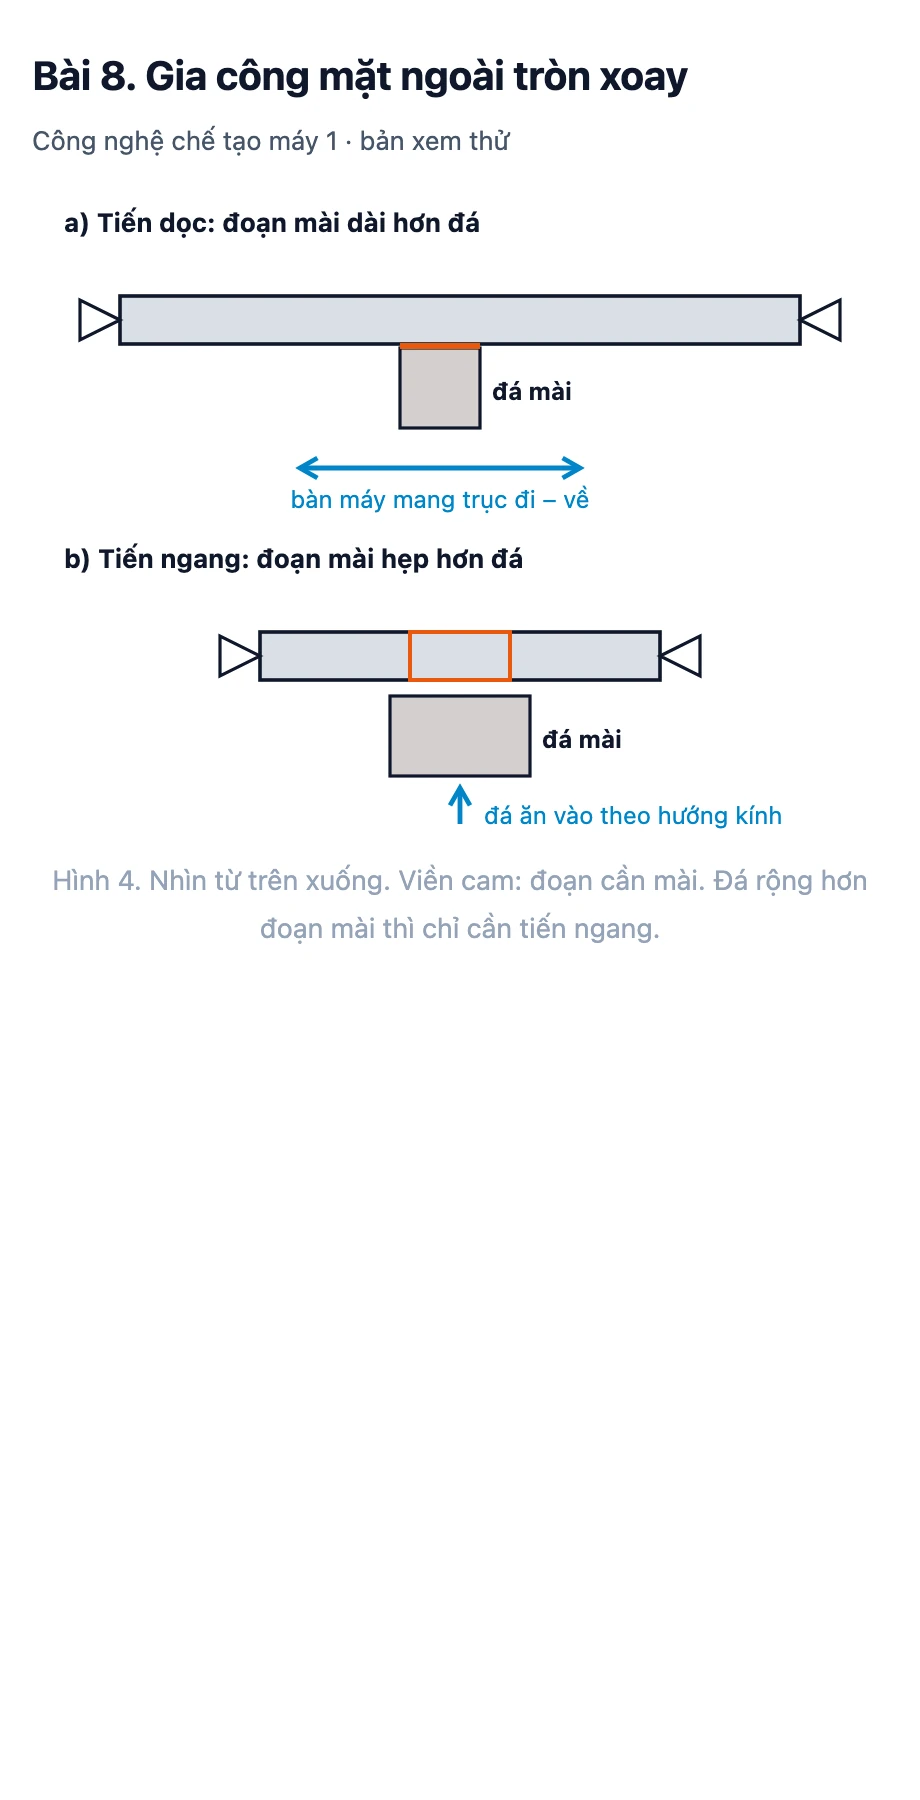 Bài 8. Gia công mặt ngoài tròn xoay
Công nghệ chế tạo máy 1 · bản xem thử
a) Tiến dọc: đoạn mài dài hơn đá
đá mài
bàn máy mang trục đi – về
b) Tiến ngang: đoạn mài hẹp hơn đá
đá mài
đá ăn vào theo hướng kính
Hình 4. Nhìn từ trên xuống. Viền cam: đoạn cần mài. Đá rộng hơn
đoạn mài thì chỉ cần tiến ngang.